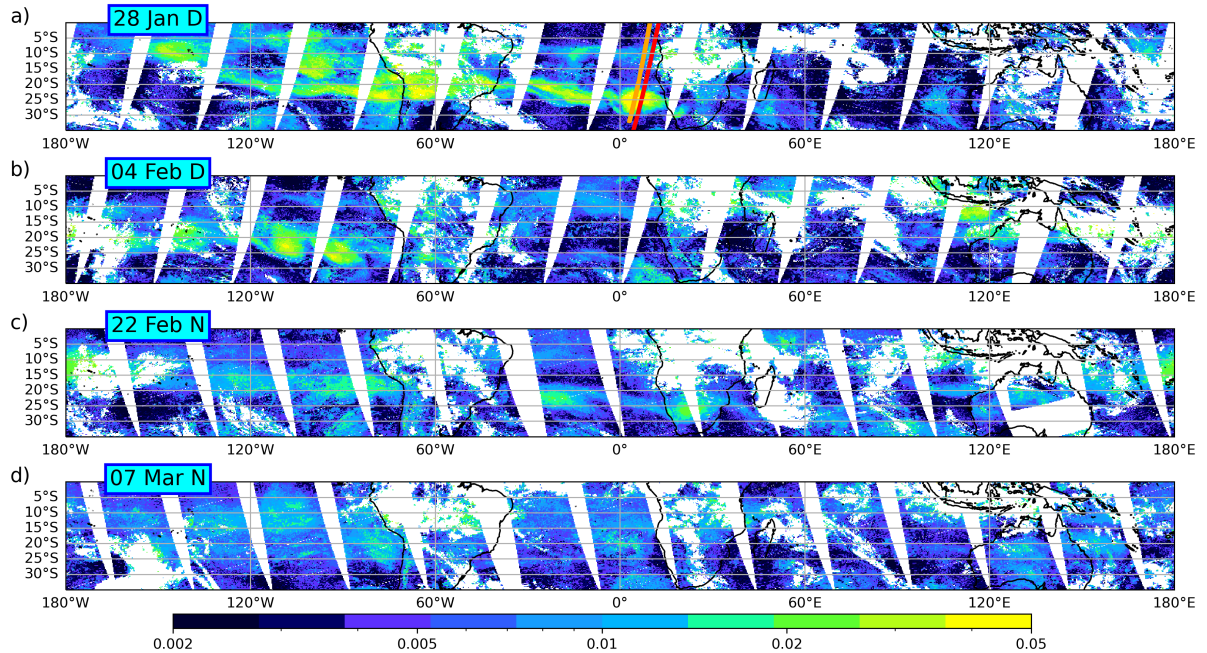 a)
28 Jan D
5°S
10°S
15°S
20°S
25°S
30°S
180°W 120°W 60°W 0° 60°E 120°E 180°E
b)
04 Feb D
5°S
10°S
15°S
20°S
25°S
30°S
180°W 120°W 60°W 0° 60°E 120°E 180°E
c)
22 Feb N
5°S
10°S
15°S
20°S
25°S
30°S
180°W 120°W 60°W 0° 60°E 120°E 180°E
d)
07 Mar N
5°S
10°S
15°S
20°S
25°S
30°S
180°W 120°W 60°W 0° 60°E 120°E 180°E
0.002 0.005 0.01 0.02 0.05